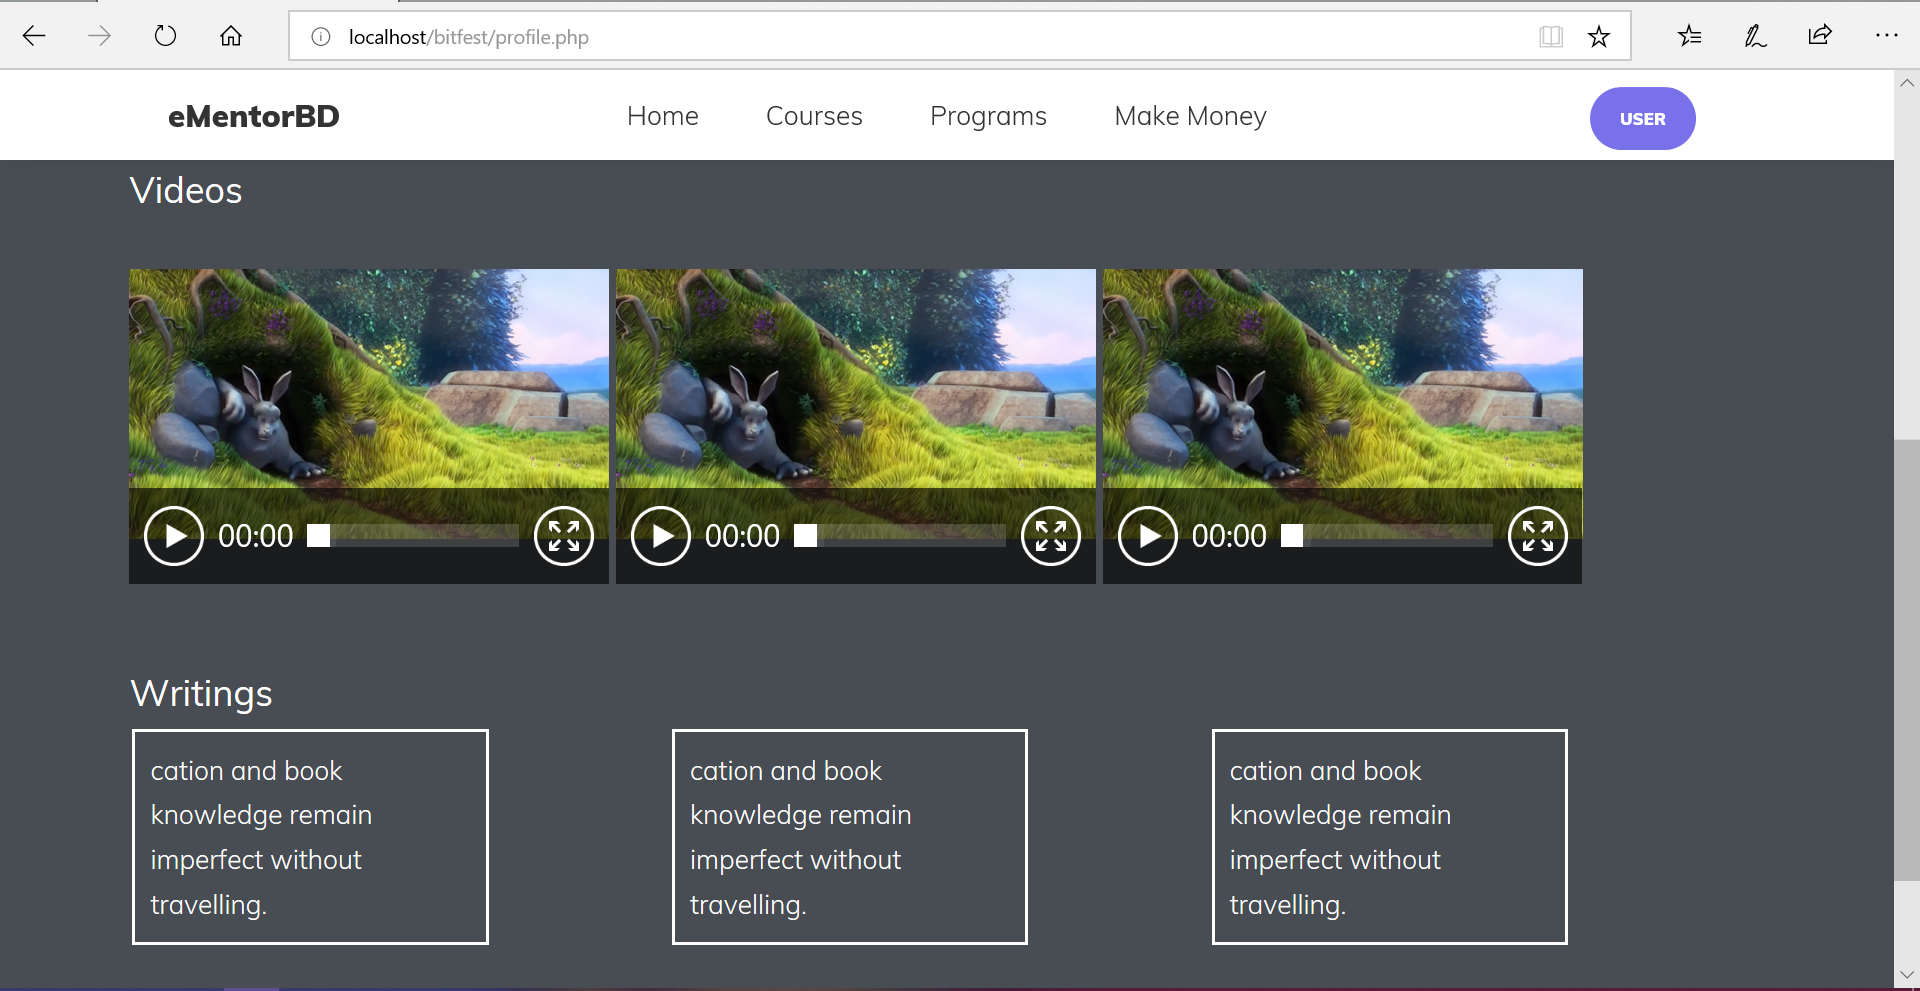 localhost/bitfest/profile.php
eMentorBD Home Courses Programs Make Money USER
Videos
00:00 00:00 00:00
Writings
cation and book
knowledge remain
imperfect without
travelling.
cation and book
knowledge remain
imperfect without
travelling.
cation and book
knowledge remain
imperfect without
travelling.